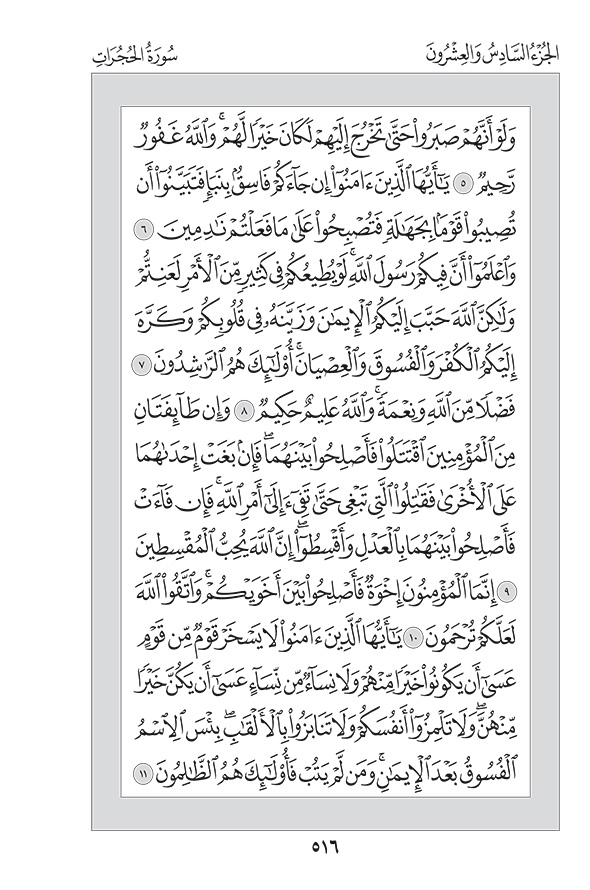 الجُزْءُ السَّادِسُ وَالعِشْرُونَ
سُورَةُ الحُجُرَاتِ
وَلَوْ أَنَّهُمْ صَبَرُوا۟ حَتَّىٰ تَخْرُجَ إِلَيْهِمْ لَكَانَ خَيْرًا لَّهُمْ ۚ وَٱللَّهُ غَفُورٌ
رَّحِيمٌ ٥ يَـٰٓأَيُّهَا ٱلَّذِينَ ءَامَنُوٓا۟ إِن جَآءَكُمْ فَاسِقٌۢ بِنَبَإٍ فَتَبَيَّنُوٓا۟ أَن
تُصِيبُوا۟ قَوْمًۢا بِجَهَـٰلَةٍ فَتُصْبِحُوا۟ عَلَىٰ مَا فَعَلْتُمْ نَـٰدِمِينَ ٦
وَٱعْلَمُوٓا۟ أَنَّ فِيكُمْ رَسُولَ ٱللَّهِ ۚ لَوْ يُطِيعُكُمْ فِى كَثِيرٍ مِّنَ ٱلْأَمْرِ لَعَنِتُّمْ
وَلَـٰكِنَّ ٱللَّهَ حَبَّبَ إِلَيْكُمُ ٱلْإِيمَـٰنَ وَزَيَّنَهُۥ فِى قُلُوبِكُمْ وَكَرَّهَ
إِلَيْكُمُ ٱلْكُفْرَ وَٱلْفُسُوقَ وَٱلْعِصْيَانَ ۚ أُو۟لَـٰٓئِكَ هُمُ ٱلرَّٰشِدُونَ ٧
فَضْلًا مِّنَ ٱللَّهِ وَنِعْمَةً ۚ وَٱللَّهُ عَلِيمٌ حَكِيمٌ ٨ وَإِن طَآئِفَتَانِ
مِنَ ٱلْمُؤْمِنِينَ ٱقْتَتَلُوا۟ فَأَصْلِحُوا۟ بَيْنَهُمَا ۖ فَإِنۢ بَغَتْ إِحْدَىٰهُمَا
عَلَى ٱلْأُخْرَىٰ فَقَـٰتِلُوا۟ ٱلَّتِى تَبْغِى حَتَّىٰ تَفِىٓءَ إِلَىٰٓ أَمْرِ ٱللَّهِ ۚ فَإِن فَآءَتْ
فَأَصْلِحُوا۟ بَيْنَهُمَا بِٱلْعَدْلِ وَأَقْسِطُوٓا۟ ۖ إِنَّ ٱللَّهَ يُحِبُّ ٱلْمُقْسِطِينَ
٩ إِنَّمَا ٱلْمُؤْمِنُونَ إِخْوَةٌ فَأَصْلِحُوا۟ بَيْنَ أَخَوَيْكُمْ ۚ وَٱتَّقُوا۟ ٱللَّهَ
لَعَلَّكُمْ تُرْحَمُونَ ١٠ يَـٰٓأَيُّهَا ٱلَّذِينَ ءَامَنُوا۟ لَا يَسْخَرْ قَوْمٌ مِّن قَوْمٍ
عَسَىٰٓ أَن يَكُونُوا۟ خَيْرًا مِّنْهُمْ وَلَا نِسَآءٌ مِّن نِّسَآءٍ عَسَىٰٓ أَن يَكُنَّ خَيْرًا
مِّنْهُنَّ ۖ وَلَا تَلْمِزُوٓا۟ أَنفُسَكُمْ وَلَا تَنَابَزُوا۟ بِٱلْأَلْقَـٰبِ ۖ بِئْسَ ٱلِٱسْمُ
ٱلْفُسُوقُ بَعْدَ ٱلْإِيمَـٰنِ ۚ وَمَن لَّمْ يَتُبْ فَأُو۟لَـٰٓئِكَ هُمُ ٱلظَّـٰلِمُونَ ١١
٥١٦